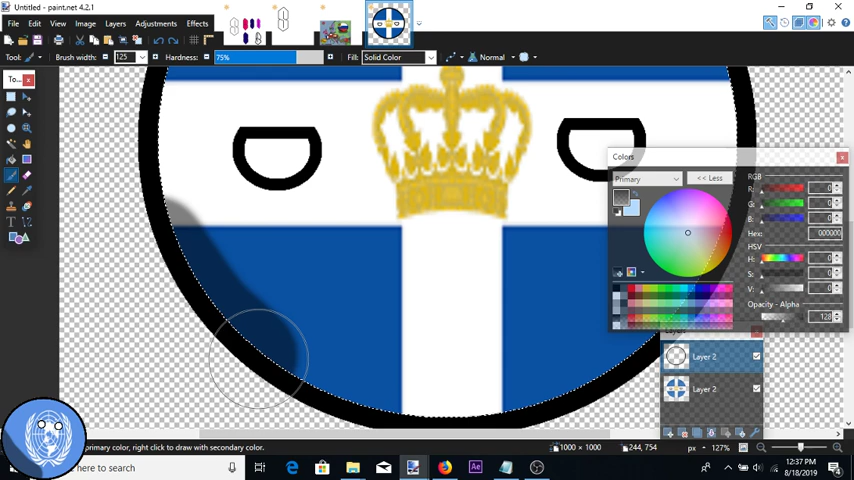 Untitled - paint.net 4.2.1
File Edit View Image Layers Adjustments Effects
Tool: Brush width: 125 Hardness: 75% Fill: Solid Color Normal
To... x
Colors
Primary << Less
RGB
R: 0
G: 0
B: 0
Hex: 000000
HSV
H: 0
S: 0
V: 0
Opacity - Alpha
128
Layer 2
Layer 2
primary color, right click to draw with secondary color.
1000 × 1000 244, 754 px 127%
here to search
Ae
12:37 PM
8/18/2019
4